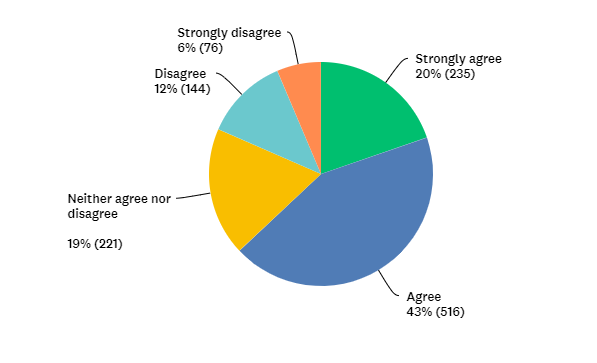 Strongly disagree
6% (76)
Strongly agree
20% (235)
Disagree
12% (144)
Neither agree nor
disagree
19% (221)
Agree
43% (516)